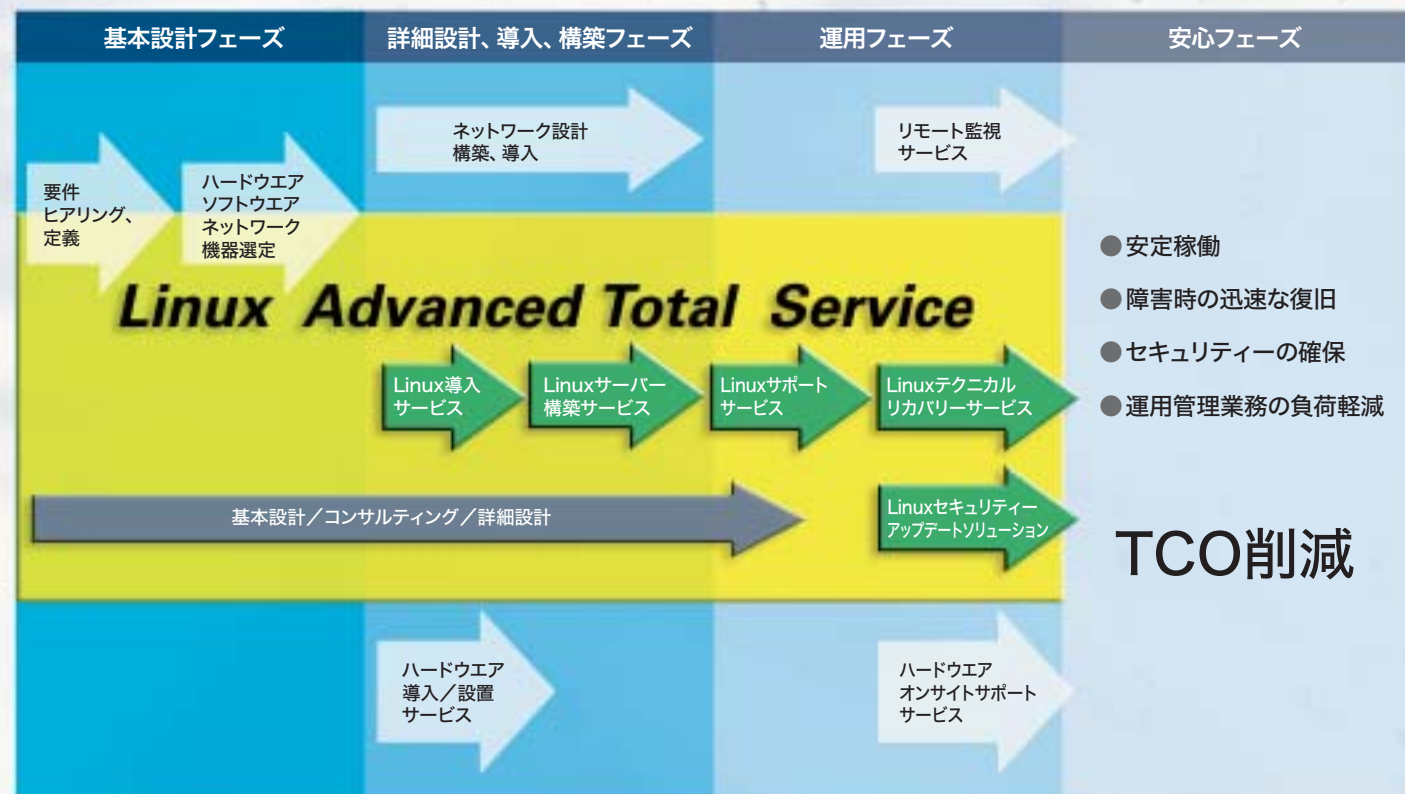 基本設計フェーズ
詳細設計、導入、構築フェーズ
運用フェーズ
安心フェーズ
ネットワーク設計
構築、導入
リモート監視
サービス
要件
ヒアリング、
定義
ハードウエア
ソフトウエア
ネットワーク
機器選定
Linux Advanced Total Service
Linux導入
サービス
Linuxサーバー
構築サービス
Linuxサポート
サービス
Linuxテクニカル
リカバリーサービス
基本設計／コンサルティング／詳細設計
Linuxセキュリティー
アップデートソリューション
ハードウエア
導入／設置
サービス
ハードウエア
オンサイトサポート
サービス
●安定稼働
●障害時の迅速な復旧
●セキュリティーの確保
●運用管理業務の負荷軽減
TCO削減